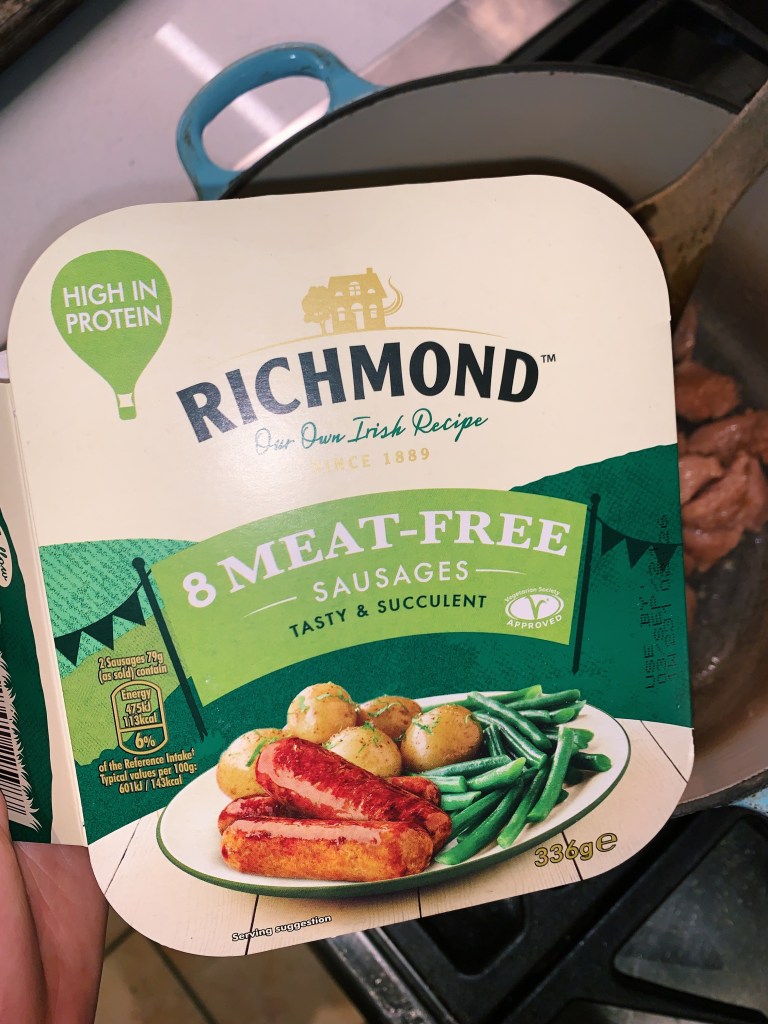 HIGH IN
PROTEIN
RICHMOND™
Our Own Irish Recipe
SINCE 1889
8 MEAT-FREE
SAUSAGES
TASTY & SUCCULENT
Vegetarian Society
V
APPROVED
2 Sausages 79g
(as sold) contain
Energy
475kJ
113kcal
6%
of the Reference Intake†
Typical values per 100g:
601kJ / 143kcal
USE BY:
336g e
Serving suggestion